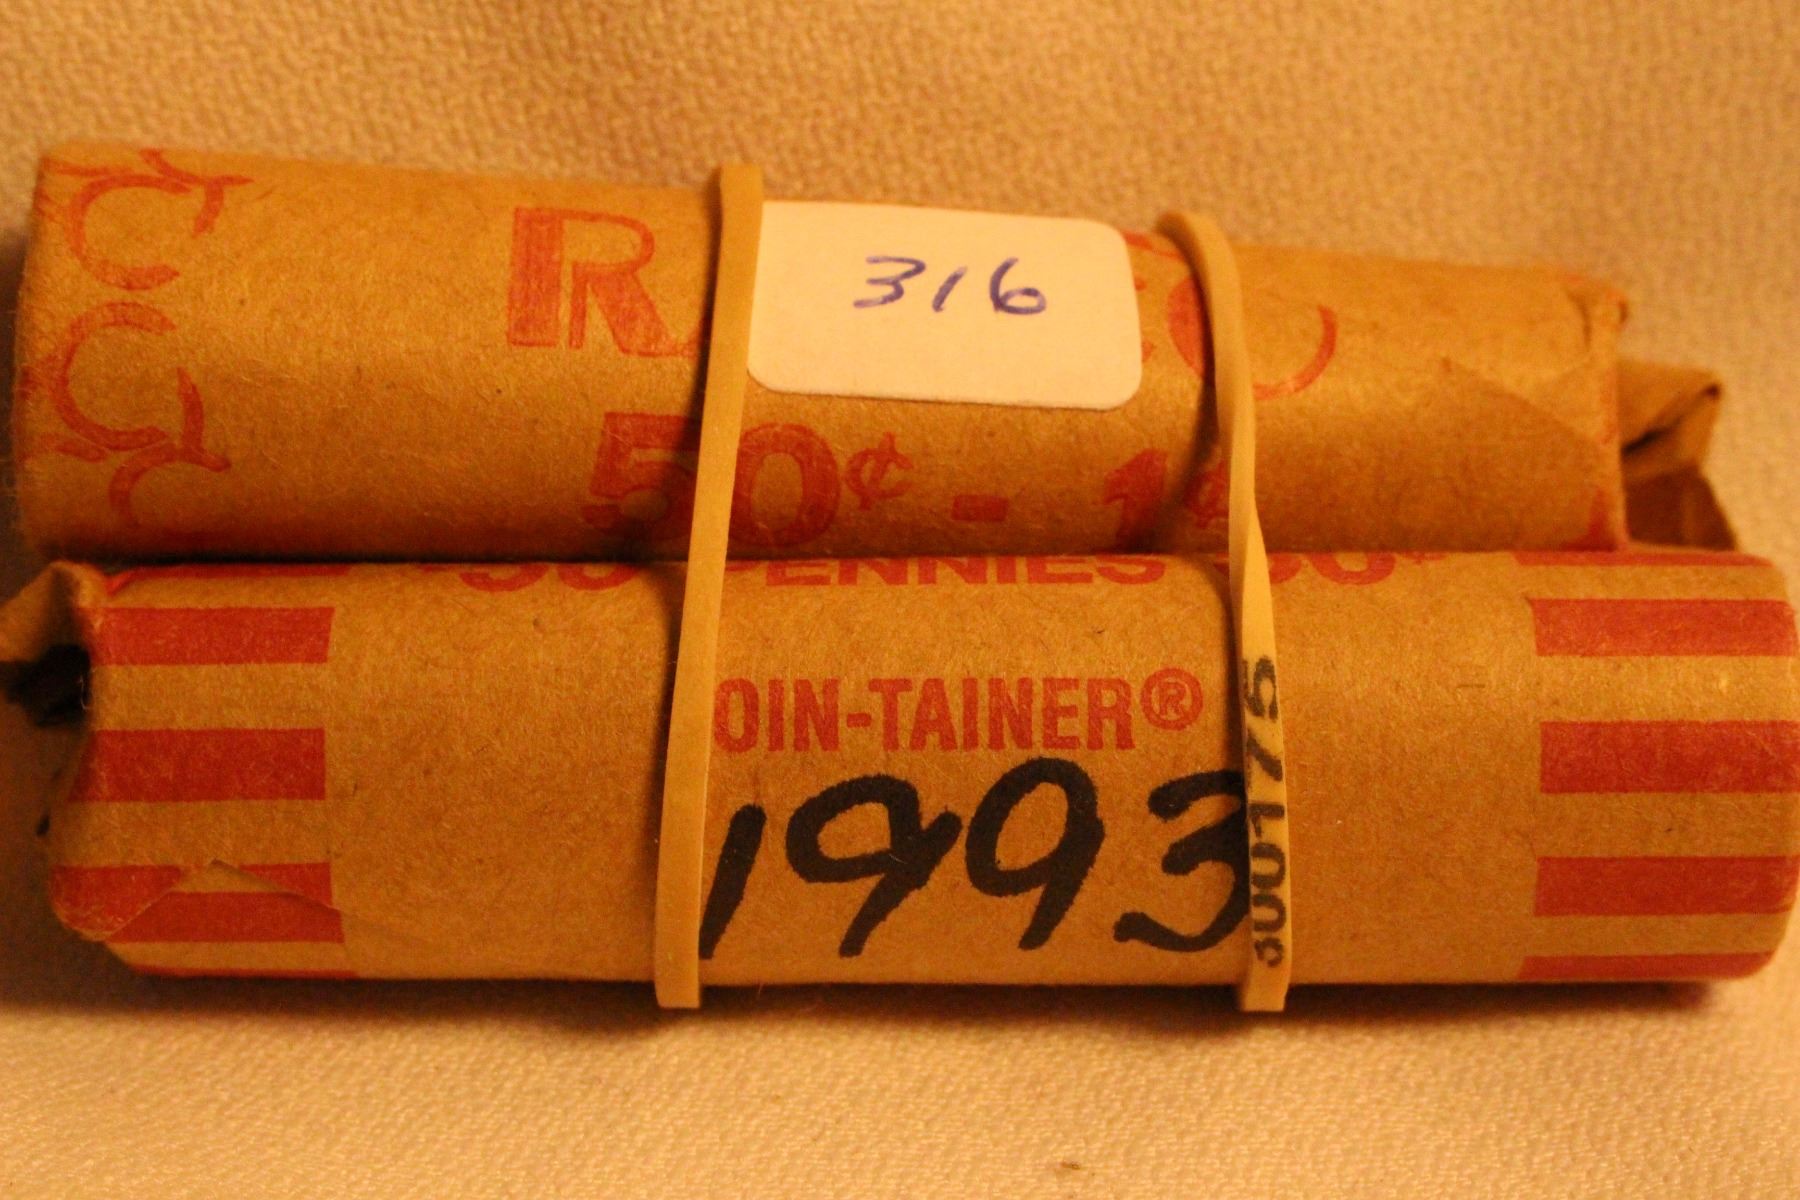 316
50¢ - 1¢
PENNIES
OIN-TAINER®
1993
300175